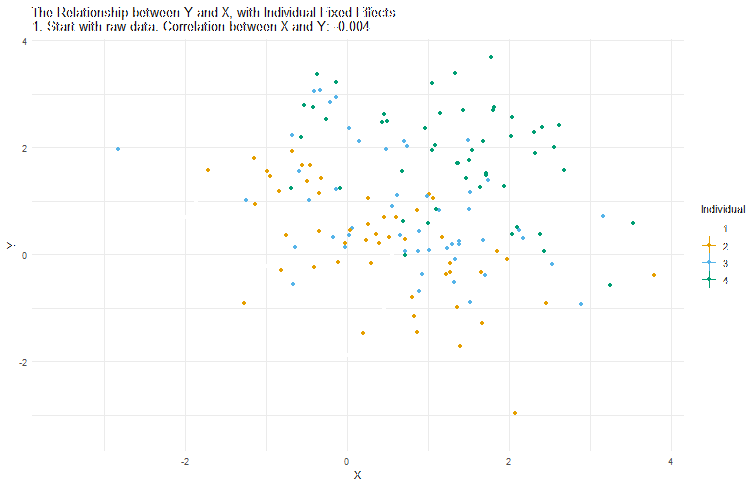 The Relationship between Y and X, with Individual Fixed Effects
1. Start with raw data. Correlation between X and Y: -0.004
4
2
0
-2
Y
-2
0
2
4
X
Individual
1
2
3
4